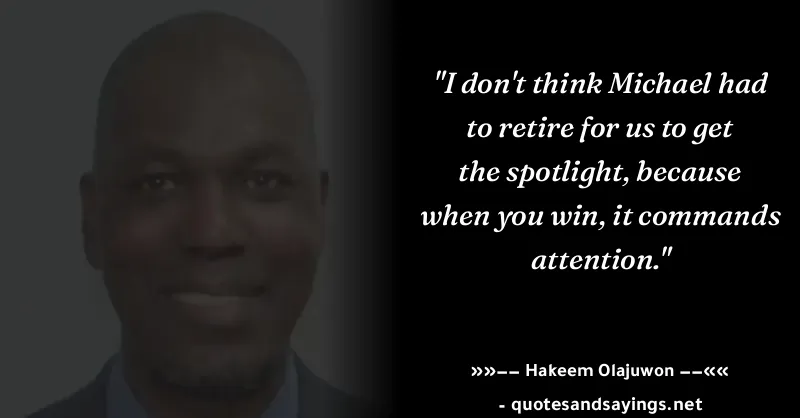 "I don't think Michael had
to retire for us to get
the spotlight, because
when you win, it commands
attention."
»»−− Hakeem Olajuwon −−««
- quotesandsayings.net